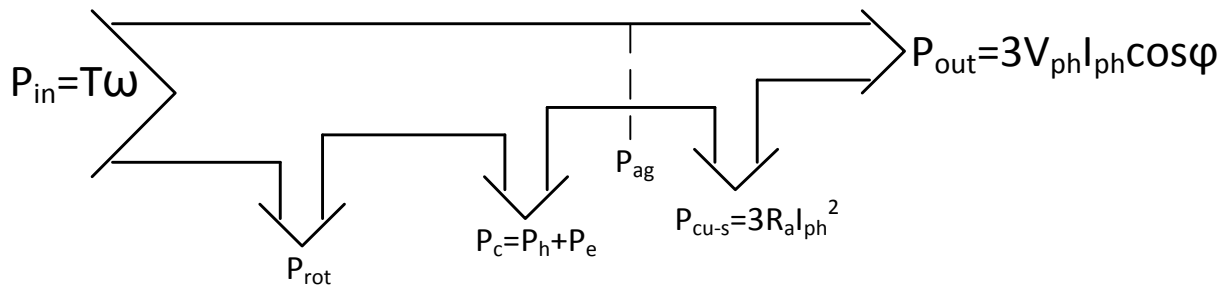 P_in=Tω
P_out=3V_phI_phcosφ
P_ag
P_cu-s=3R_aI_ph^2
P_c=P_h+P_e
P_rot